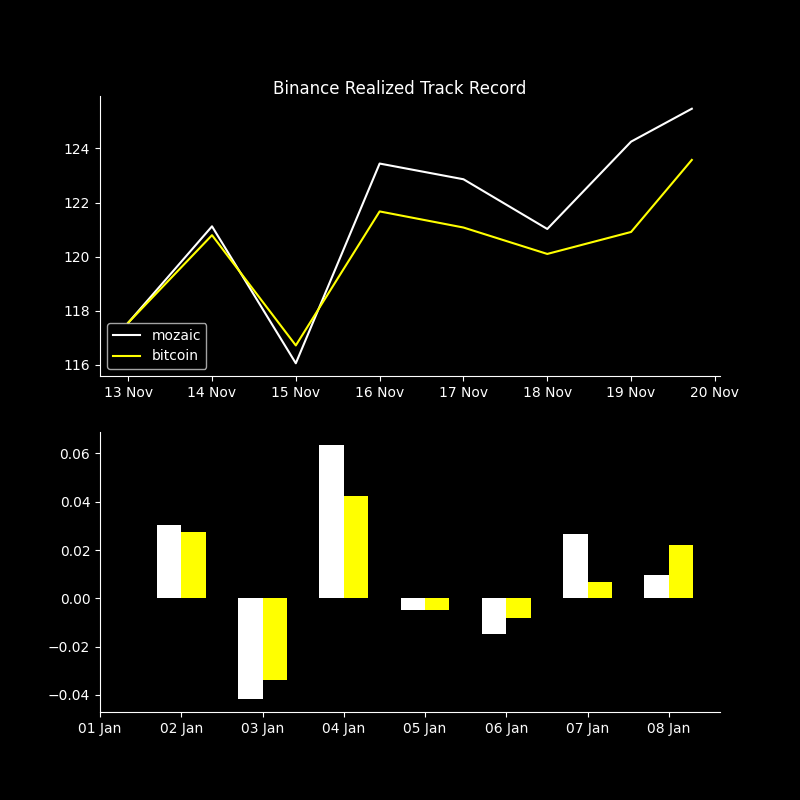 Binance Realized Track Record
124
122
120
118
116
mozaic
bitcoin
13 Nov 14 Nov 15 Nov 16 Nov 17 Nov 18 Nov 19 Nov 20 Nov
0.06
0.04
0.02
0.00
−0.02
−0.04
01 Jan 02 Jan 03 Jan 04 Jan 05 Jan 06 Jan 07 Jan 08 Jan